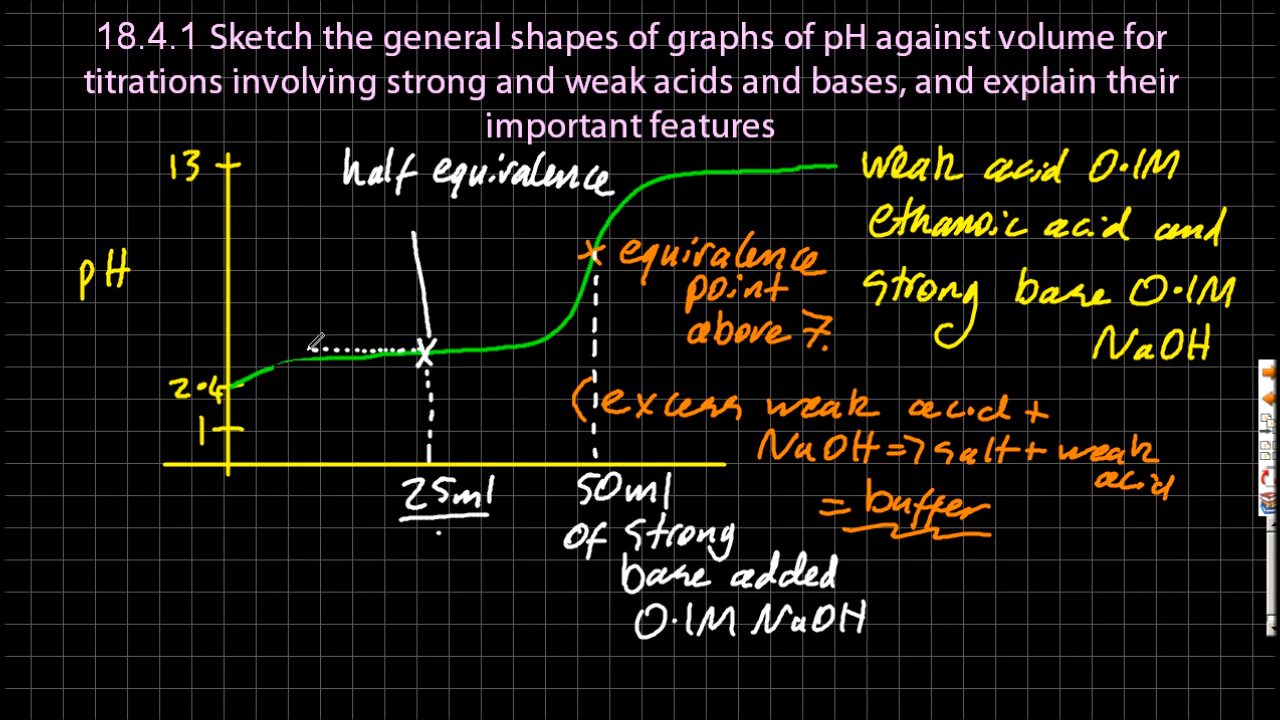 18.4.1 Sketch the general shapes of graphs of pH against volume for
titrations involving strong and weak acids and bases, and explain their
important features
13
half equivalence
weak acid 0.1M
ethanoic acid and
strong base 0.1M
NaOH
pH
x equivalence
point
above 7.
x
2.4
1
(excess weak acid +
NaOH => salt + weak
acid
= buffer
25ml
50ml
of strong
base added
0.1M NaOH